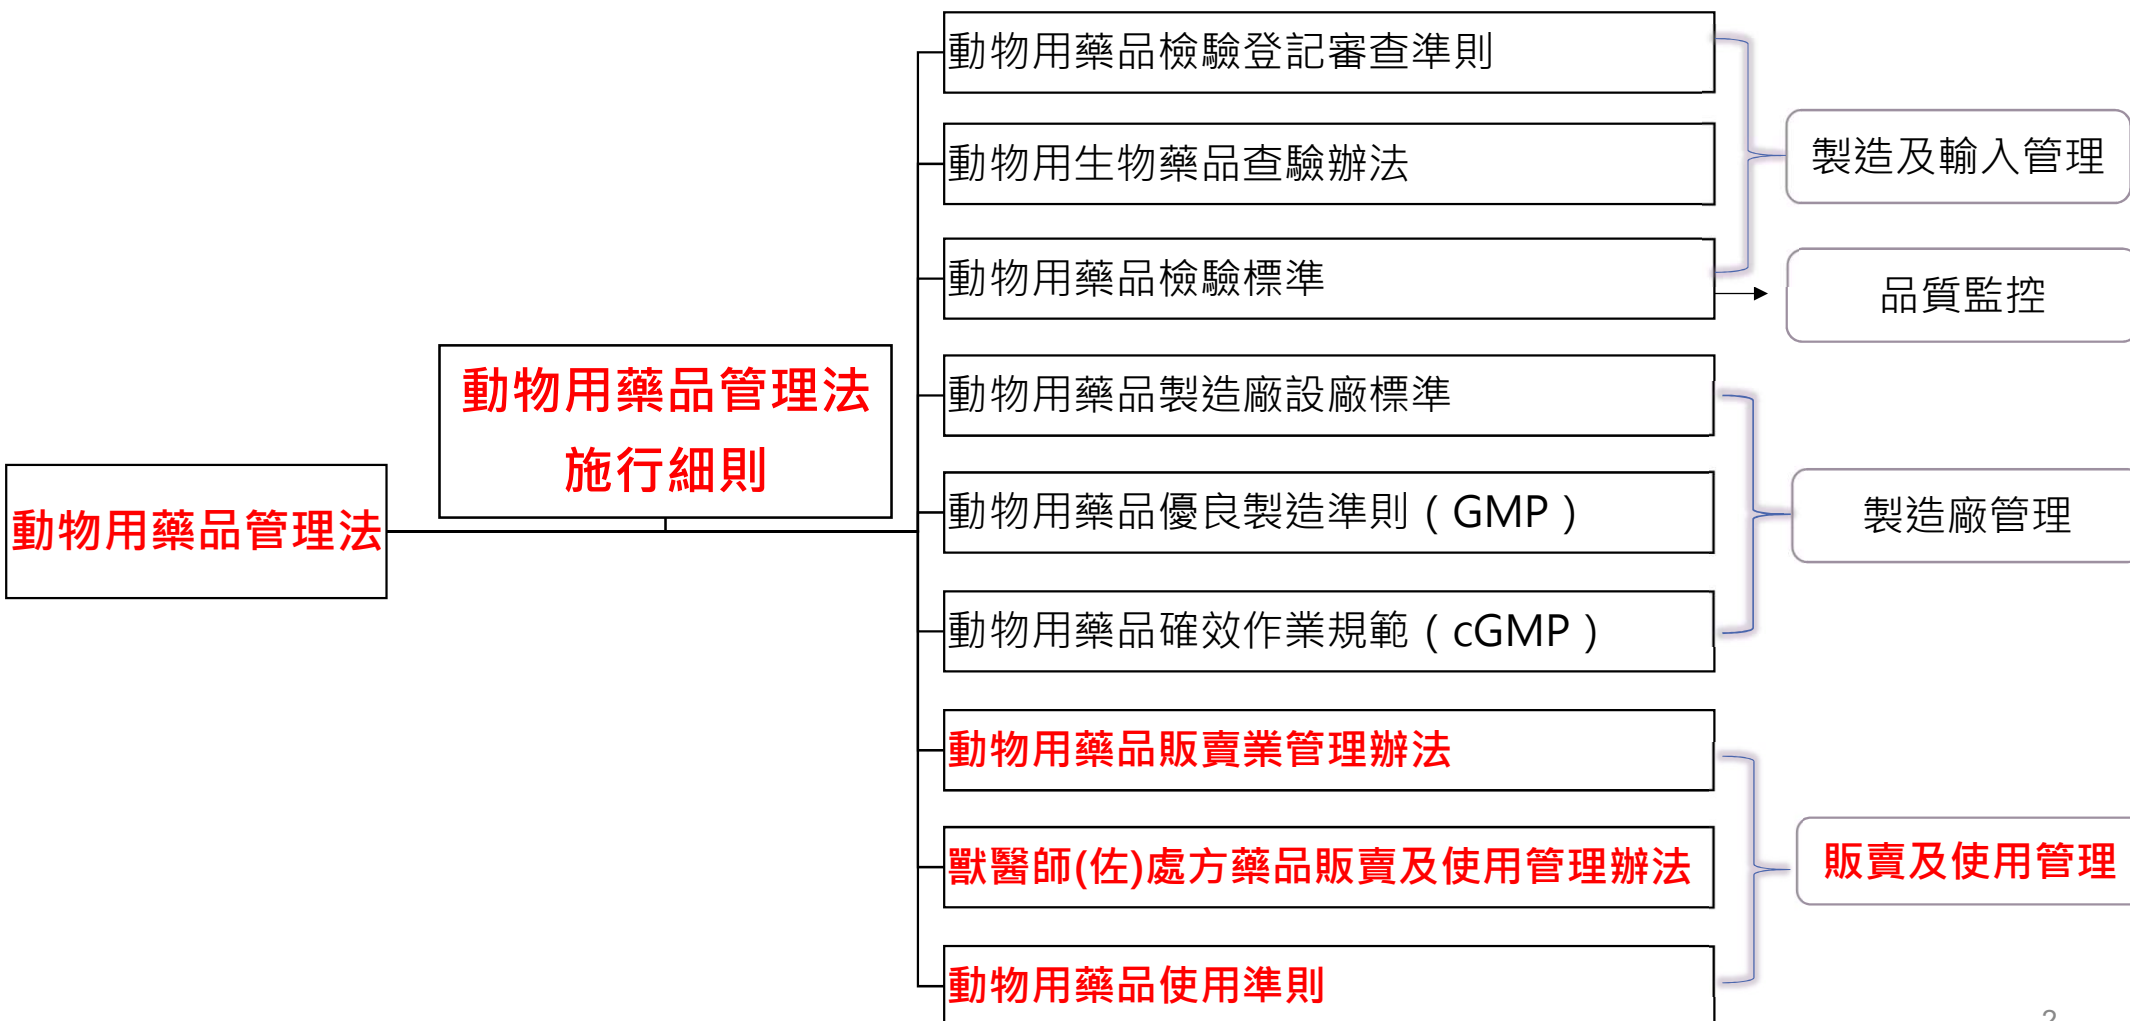 動物用藥品管理法
動物用藥品管理法
施行細則
動物用藥品檢驗登記審查準則
動物用生物藥品查驗辦法
動物用藥品檢驗標準
動物用藥品製造廠設廠標準
動物用藥品優良製造準則（GMP）
動物用藥品確效作業規範（cGMP）
動物用藥品販賣業管理辦法
獸醫師(佐)處方藥品販賣及使用管理辦法
動物用藥品使用準則
製造及輸入管理
品質監控
製造廠管理
販賣及使用管理
2